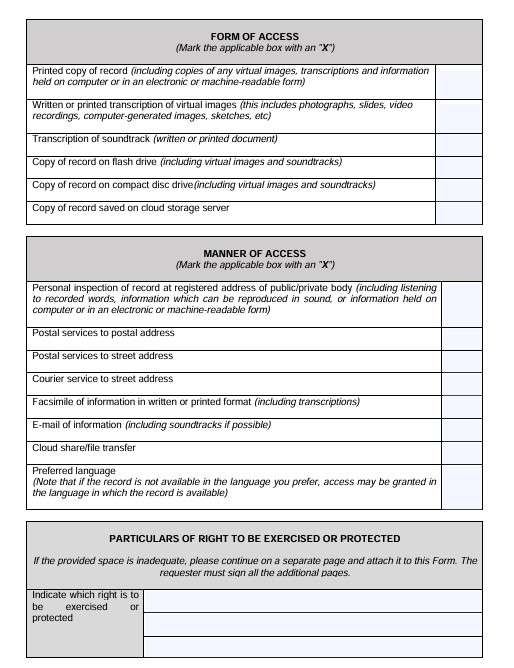 FORM OF ACCESS
(Mark the applicable box with an "X")
Printed copy of record (including copies of any virtual images, transcriptions and information
held on computer or in an electronic or machine-readable form)
Written or printed transcription of virtual images (this includes photographs, slides, video
recordings, computer-generated images, sketches, etc)
Transcription of soundtrack (written or printed document)
Copy of record on flash drive (including virtual images and soundtracks)
Copy of record on compact disc drive(including virtual images and soundtracks)
Copy of record saved on cloud storage server
MANNER OF ACCESS
(Mark the applicable box with an "X")
Personal inspection of record at registered address of public/private body (including listening
to recorded words, information which can be reproduced in sound, or information held on
computer or in an electronic or machine-readable form)
Postal services to postal address
Postal services to street address
Courier service to street address
Facsimile of information in written or printed format (including transcriptions)
E-mail of information (including soundtracks if possible)
Cloud share/file transfer
Preferred language
(Note that if the record is not available in the language you prefer, access may be granted in
the language in which the record is available)
PARTICULARS OF RIGHT TO BE EXERCISED OR PROTECTED
If the provided space is inadequate, please continue on a separate page and attach it to this Form. The
requester must sign all the additional pages.
Indicate which right is to
be exercised or
protected